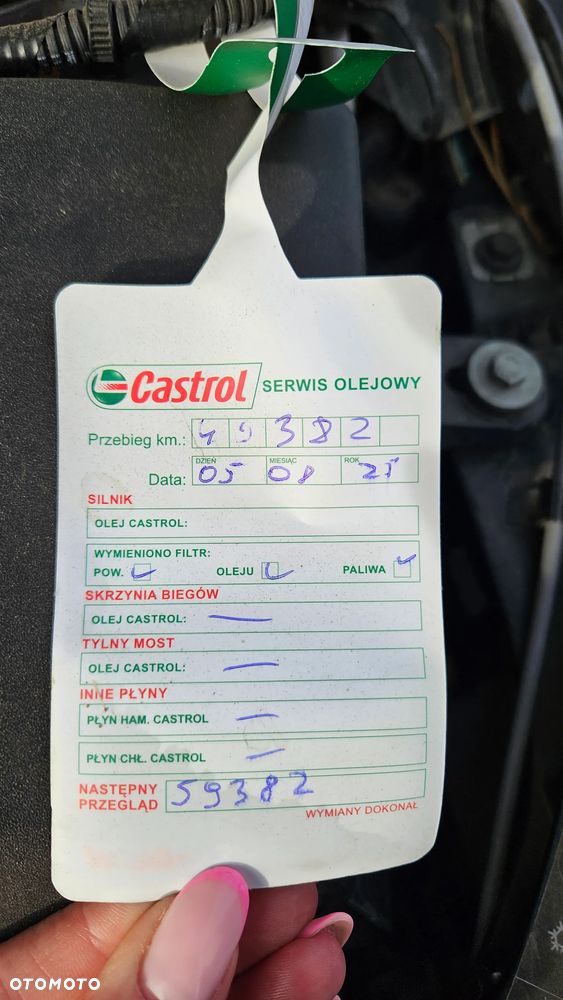 Castrol SERWIS OLEJOWY
Przebieg km.: 49382
DZIEŃ MIESIĄC ROK
Data: 05 08 25
SILNIK
OLEJ CASTROL:
WYMIENIONO FILTR:
POW. OLEJU PALIWA
SKRZYNIA BIEGÓW
OLEJ CASTROL: —
TYLNY MOST
OLEJ CASTROL: —
INNE PŁYNY
PŁYN HAM. CASTROL —
PŁYN CHŁ. CASTROL —
NASTĘPNY PRZEGLĄD 59382
WYMIANY DOKONAŁ
OTOMOTO